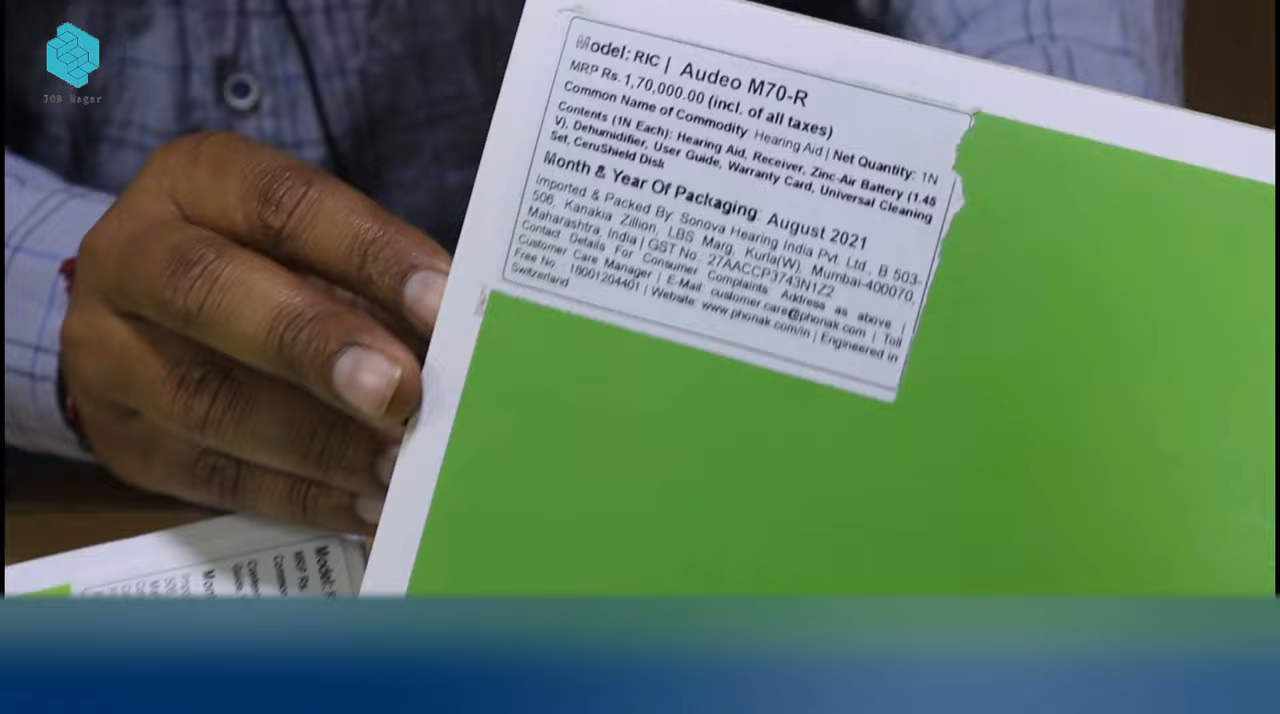 JOB Nagar
Model: RIC | Audeo M70-R
MRP Rs. 1,70,000.00 (incl. of all taxes)
Common Name of Commodity: Hearing Aid | Net Quantity: 1N
Contents (1N Each): Hearing Aid, Receiver, Zinc-Air Battery (1.45
V), Dehumidifier, User Guide, Warranty Card, Universal Cleaning
Set, CeruShield Disk
Month & Year Of Packaging: August 2021
Imported & Packed By: Sonova Hearing India Pvt. Ltd., B 503-
506, Kanakia Zillion, LBS Marg, Kurla(W), Mumbai-400070,
Maharashtra, India | GST No. 27AACCP3743N1Z2
Contact Details For Consumer Complaints: Address as above |
Customer Care Manager | E-Mail: customer.care@phonak.com | Toll
Free No.: 18001204401 | Website: www.phonak.com/in | Engineered in
Switzerland
Model:
MRP Rs.